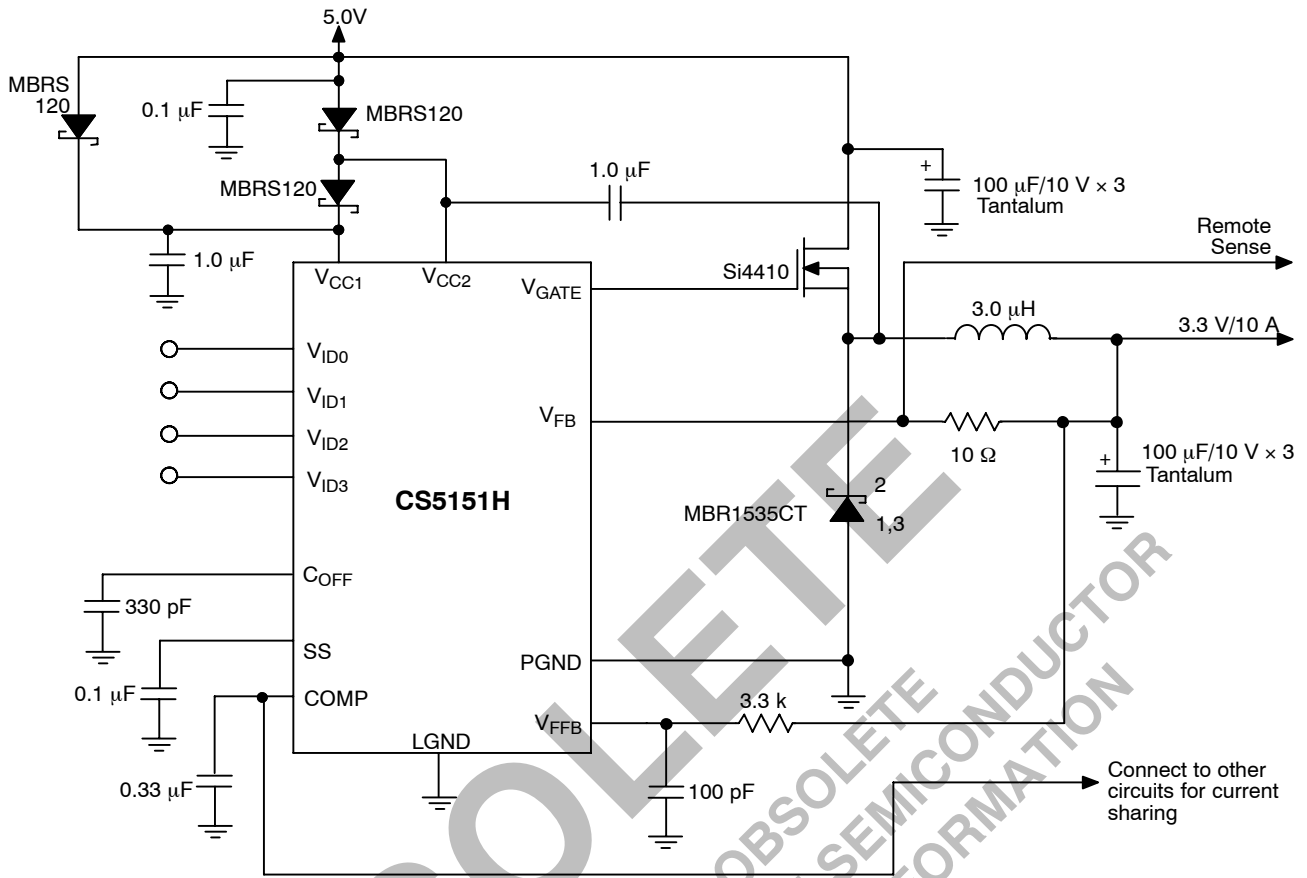 5.0V
MBRS
120
0.1 μF
MBRS120
MBRS120
1.0 μF
1.0 μF
+
100 μF/10 V × 3
Tantalum
Remote
Sense
Si4410
VCC1
VCC2
VGATE
3.0 μH
3.3 V/10 A
VID0
VID1
VID2
VID3
VFB
10 Ω
+
100 μF/10 V × 3
Tantalum
CS5151H
MBR1535CT
2
1,3
COFF
330 pF
SS
0.1 μF
COMP
0.33 μF
LGND
PGND
VFFB
3.3 k
100 pF
Connect to other
circuits for current
sharing
OBSOLETE
SEMICONDUCTOR